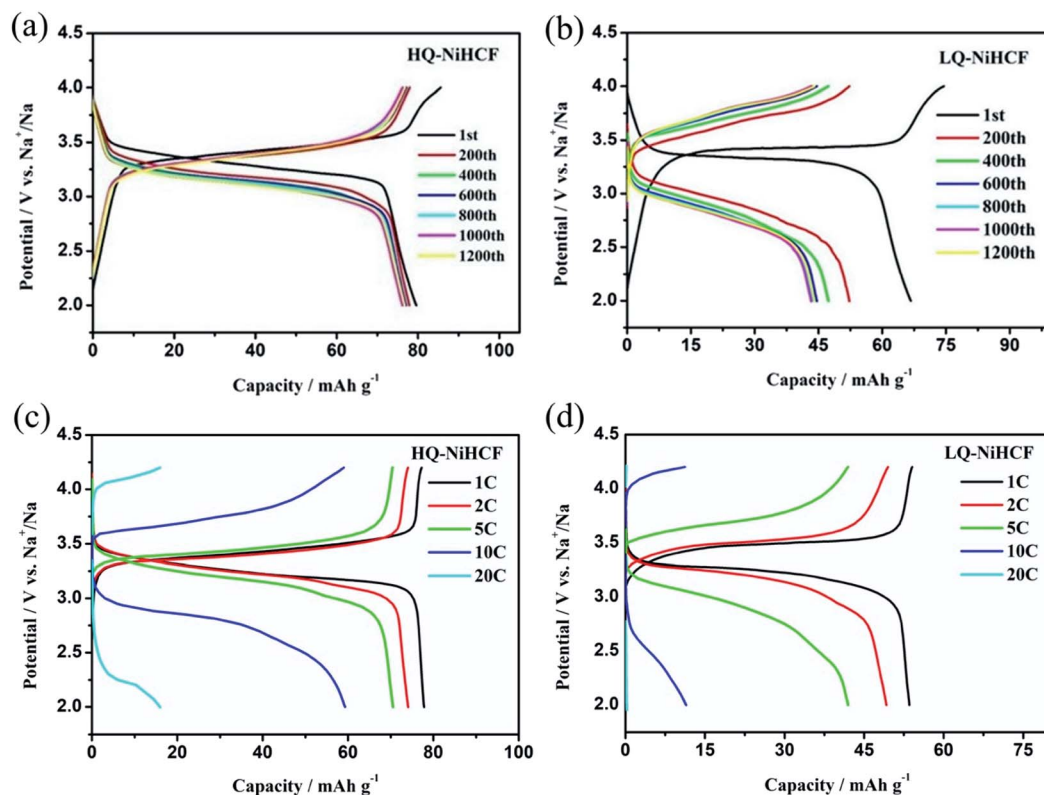 (a)
HQ-NiHCF
1st
200th
400th
600th
800th
1000th
1200th
4.5
4.0
3.5
3.0
2.5
2.0
Potential / V vs. Na⁺/Na
0 20 40 60 80 100
Capacity / mAh g⁻¹
(b)
LQ-NiHCF
1st
200th
400th
600th
800th
1000th
1200th
4.5
4.0
3.5
3.0
2.5
2.0
Potential / V vs. Na⁺/Na
0 15 30 45 60 75 90
Capacity / mAh g⁻¹
(c)
HQ-NiHCF
1C
2C
5C
10C
20C
4.5
4.0
3.5
3.0
2.5
2.0
Potential / V vs. Na⁺/Na
0 20 40 60 80 100
Capacity / mAh g⁻¹
(d)
LQ-NiHCF
1C
2C
5C
10C
20C
4.5
4.0
3.5
3.0
2.5
2.0
Potential / V vs. Na⁺/Na
0 15 30 45 60 75
Capacity / mAh g⁻¹